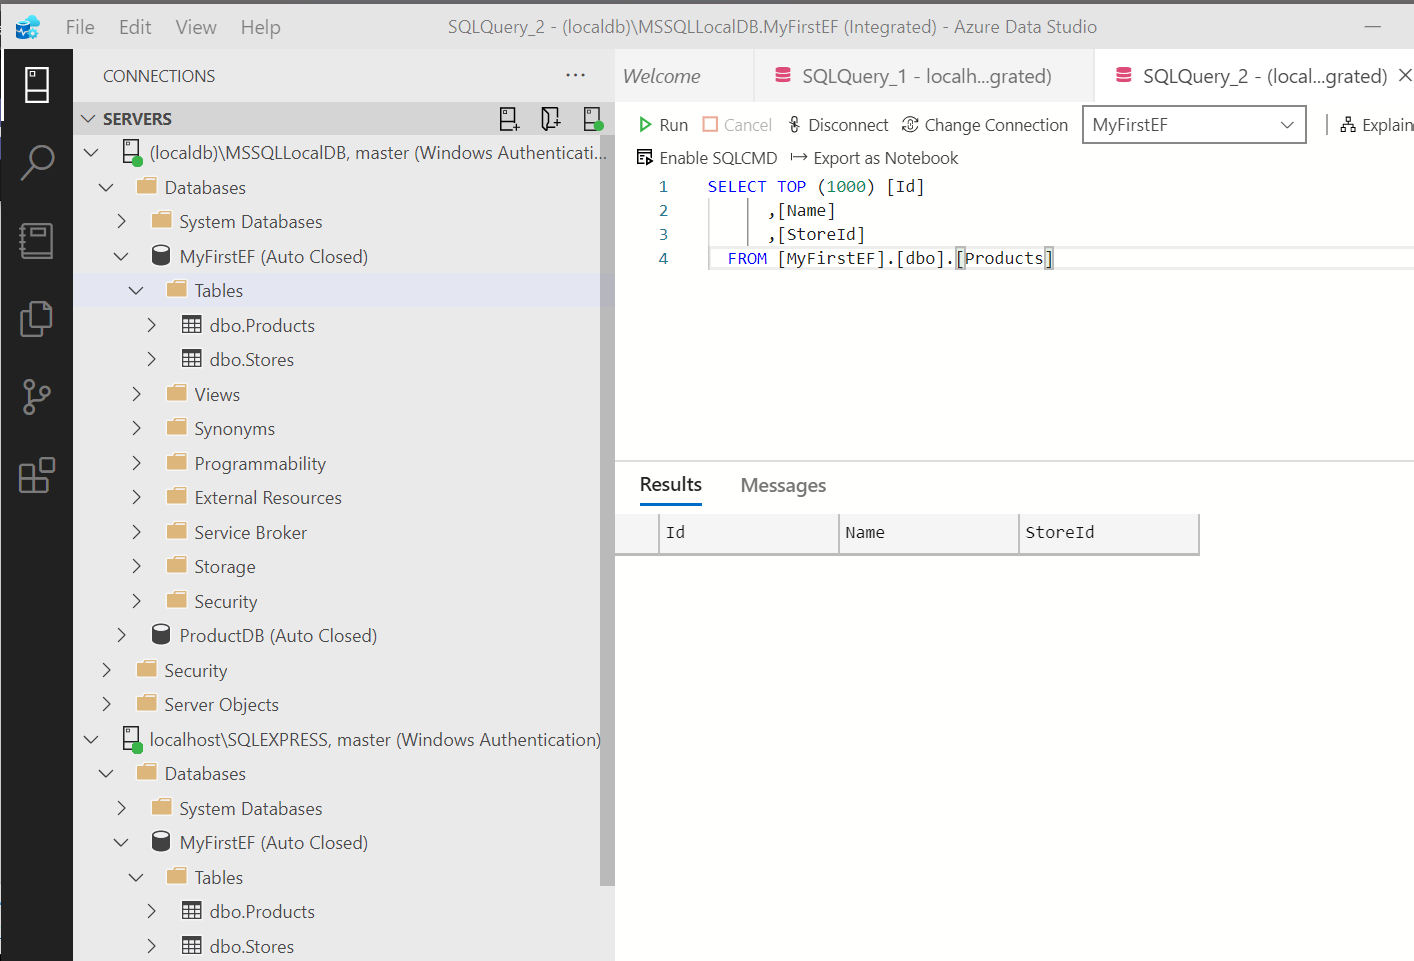 File Edit View Help SQLQuery_2 - (localdb)\MSSQLLocalDB.MyFirstEF (Integrated) - Azure Data Studio
CONNECTIONS
SERVERS
(localdb)\MSSQLLocalDB, master (Windows Authenticati...
Databases
System Databases
MyFirstEF (Auto Closed)
Tables
dbo.Products
dbo.Stores
Views
Synonyms
Programmability
External Resources
Service Broker
Storage
Security
ProductDB (Auto Closed)
Security
Server Objects
localhost\SQLEXPRESS, master (Windows Authentication)
Databases
System Databases
MyFirstEF (Auto Closed)
Tables
dbo.Products
dbo.Stores
Welcome SQLQuery_1 - localh...grated) SQLQuery_2 - (local...grated)
Run Cancel Disconnect Change Connection MyFirstEF Explain
Enable SQLCMD Export as Notebook
1 SELECT TOP (1000) [Id]
2 ,[Name]
3 ,[StoreId]
4 FROM [MyFirstEF].[dbo].[Products]
Results Messages
Id Name StoreId